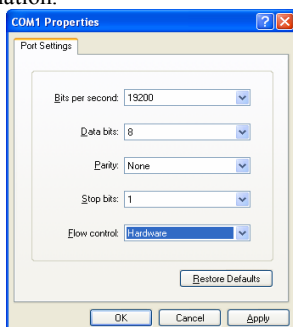 COM1 Properties
Port Settings
Bits per second: 19200
Data bits: 8
Parity: None
Stop bits: 1
Flow control: Hardware
Restore Defaults
OK Cancel Apply